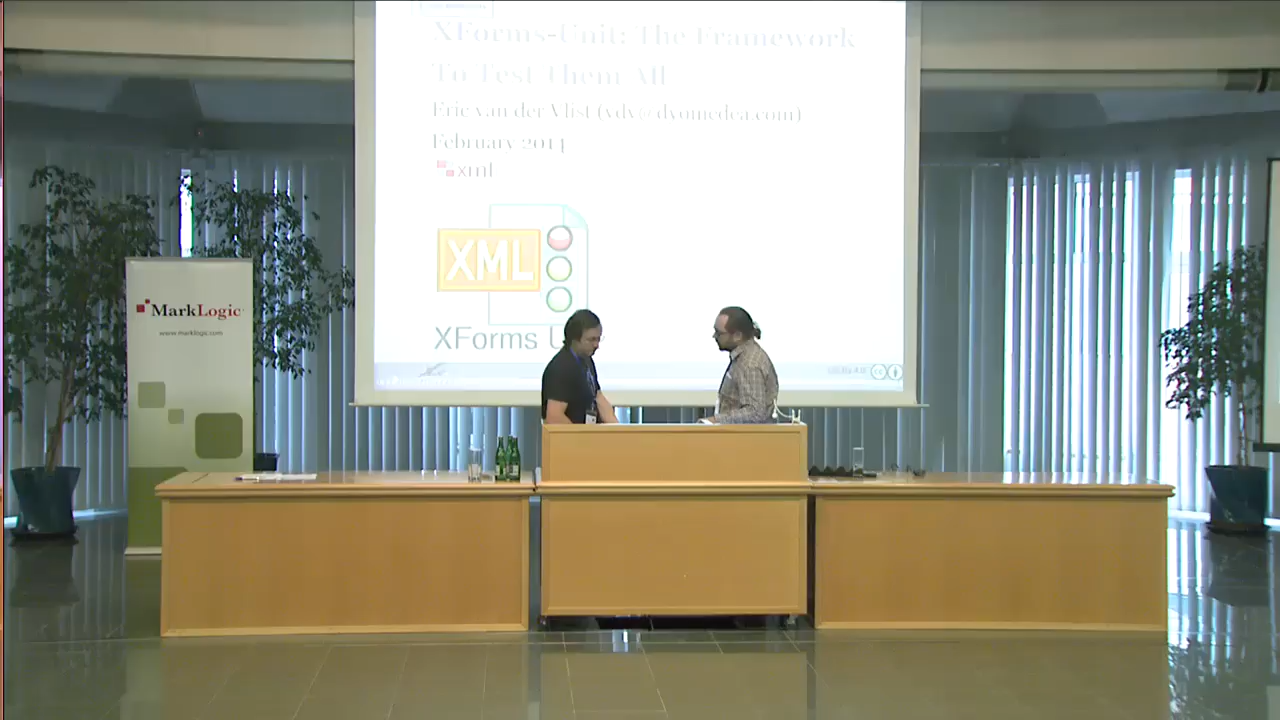 XForms-Unit: The Framework
To Test Them All
Eric van der Vlist (vdv@dyomedea.com)
February 2014
xml
XML
XForms
MarkLogic
www.marklogic.com